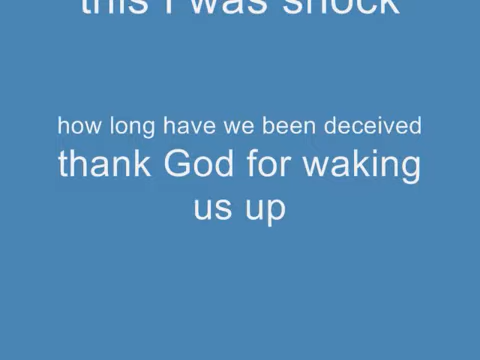 this I was shock
how long have we been deceived
thank God for waking
us up